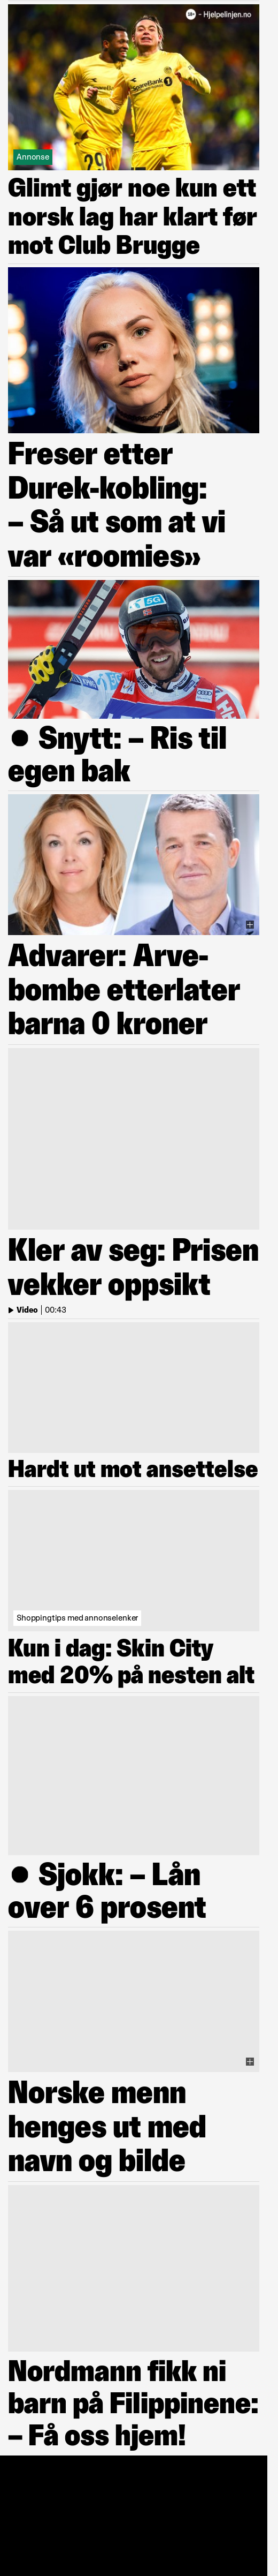 18+ - Hjelpelinjen.no
SpareBank 1
29
Annonse
Glimt gjør noe kun ett
norsk lag har klart før
mot Club Brugge
Freser etter
Durek-kobling:
– Så ut som at vi
var «roomies»
5G
● Snytt: – Ris til
egen bak
Advarer: Arve-
bombe etterlater
barna 0 kroner
Kler av seg: Prisen
vekker oppsikt
Video | 00:43
Hardt ut mot ansettelse
Shoppingtips med annonselenker
Kun i dag: Skin City
med 20% på nesten alt
● Sjokk: – Lån
over 6 prosent
Norske menn
henges ut med
navn og bilde
Nordmann fikk ni
barn på Filippinene:
– Få oss hjem!